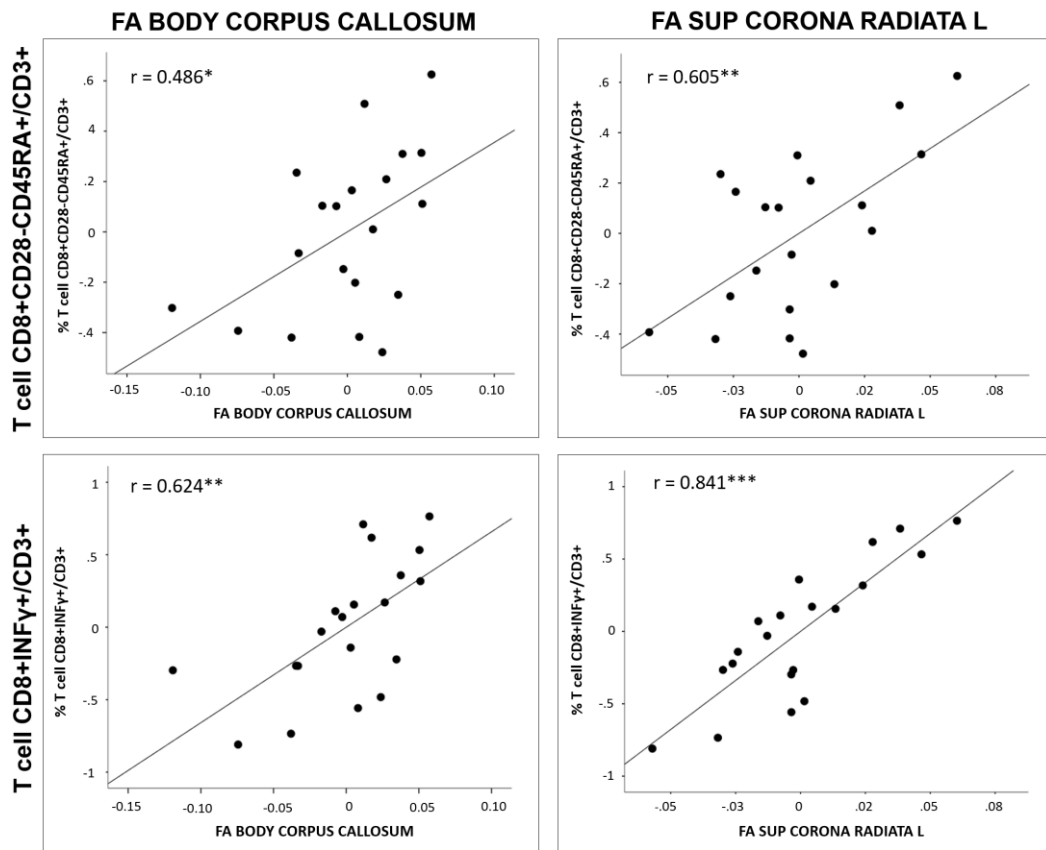 FA BODY CORPUS CALLOSUM
FA SUP CORONA RADIATA L
T cell CD8+CD28-CD45RA+/CD3+
% T cell CD8+CD28-CD45RA+/CD3+
r = 0.486*
.6
4
.2
0
-.2
-.4
-0.15
-0.10
-0.05
0
0.05
0.10
FA BODY CORPUS CALLOSUM
% T cell CD8+CD28-CD45RA+/CD3+
r = 0.605**
.6
.4
.2
0
-.2
-.4
-.05
-0.03
0
.02
.05
.08
FA SUP CORONA RADIATA L
T cell CD8+INFγ+/CD3+
% T cell CD8+INFγ+/CD3+
r = 0.624**
1
.5
0
-.5
-1
-0.15
-0.10
-0.05
0
0.05
0.10
FA BODY CORPUS CALLOSUM
% T cell CD8+INFγ+/CD3+
r = 0.841***
1
.5
0
-.5
-1
-.05
-0.03
0
.02
.05
.08
FA SUP CORONA RADIATA L